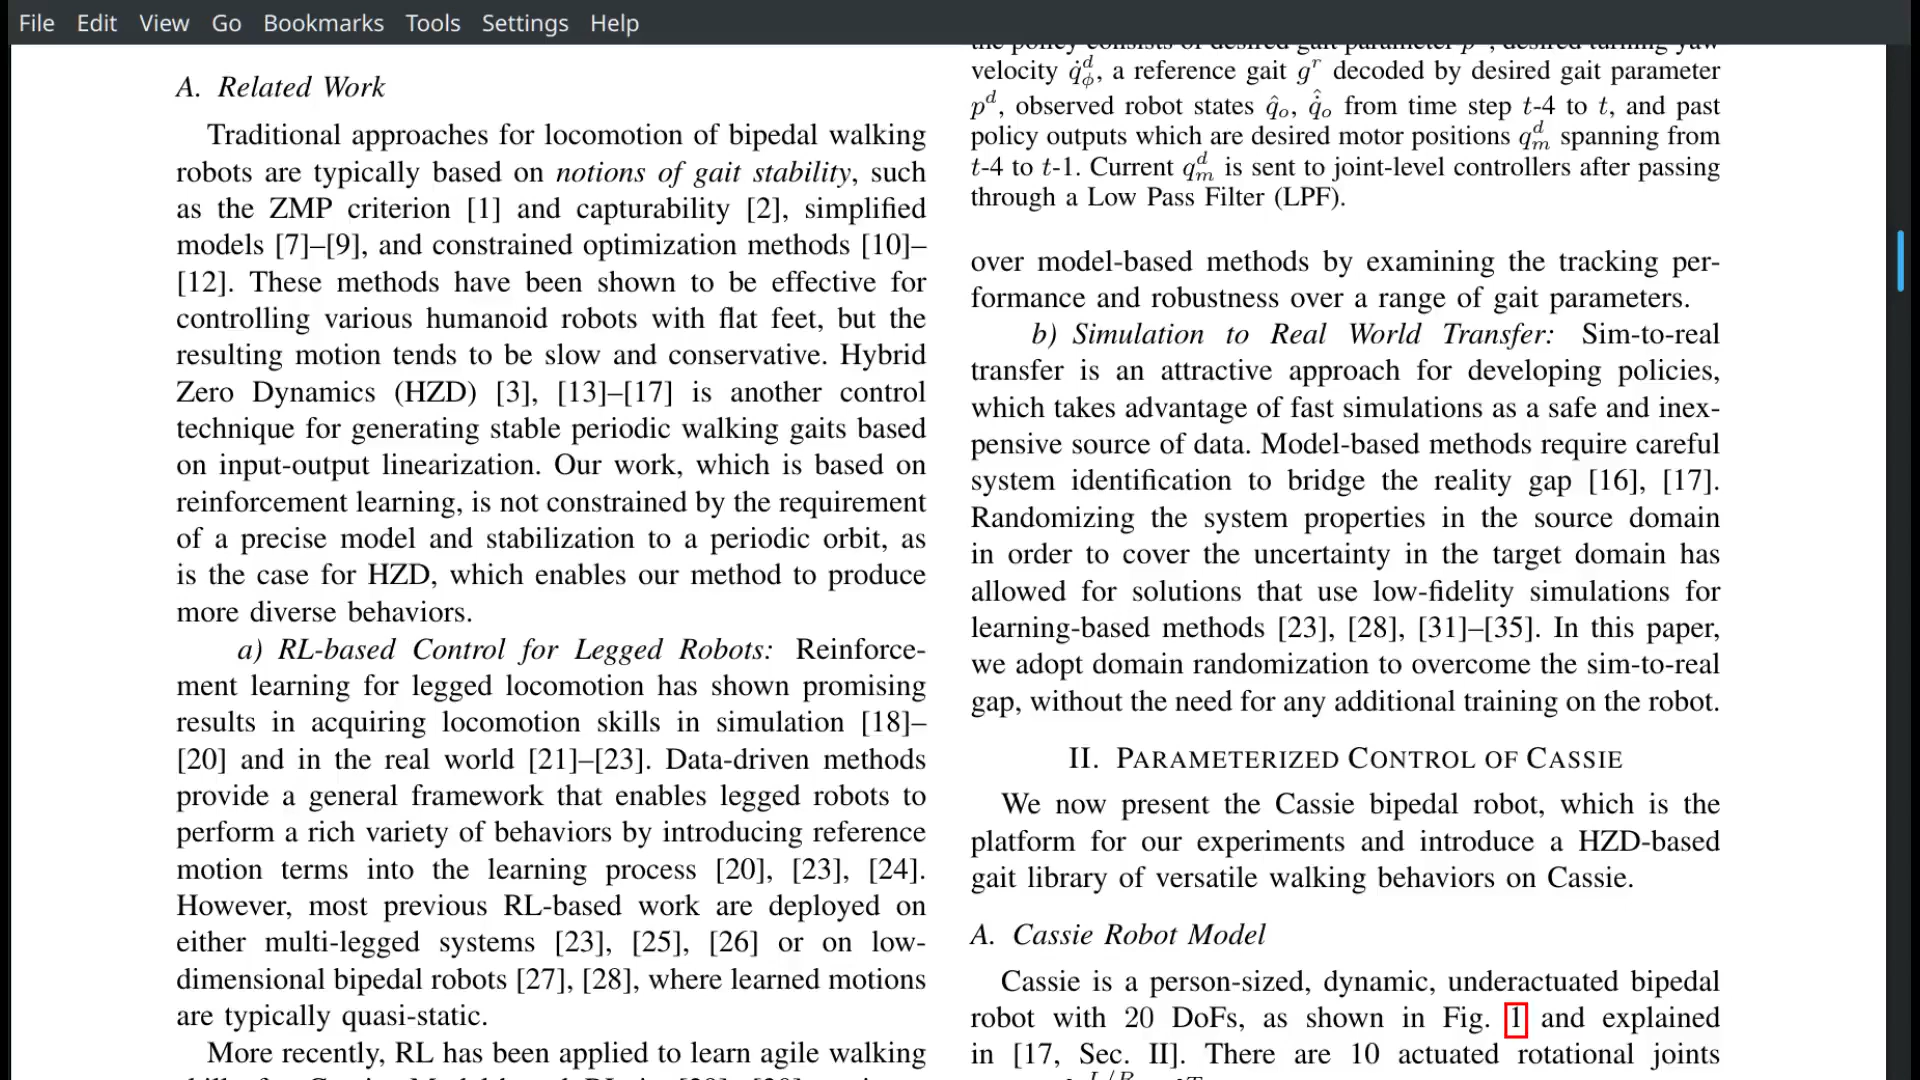 File Edit View Go Bookmarks Tools Settings Help
A. Related Work
Traditional approaches for locomotion of bipedal walking
robots are typically based on notions of gait stability, such
as the ZMP criterion [1] and capturability [2], simplified
models [7]–[9], and constrained optimization methods [10]–
[12]. These methods have been shown to be effective for
controlling various humanoid robots with flat feet, but the
resulting motion tends to be slow and conservative. Hybrid
Zero Dynamics (HZD) [3], [13]–[17] is another control
technique for generating stable periodic walking gaits based
on input-output linearization. Our work, which is based on
reinforcement learning, is not constrained by the requirement
of a precise model and stabilization to a periodic orbit, as
is the case for HZD, which enables our method to produce
more diverse behaviors.
a) RL-based Control for Legged Robots: Reinforce-
ment learning for legged locomotion has shown promising
results in acquiring locomotion skills in simulation [18]–
[20] and in the real world [21]–[23]. Data-driven methods
provide a general framework that enables legged robots to
perform a rich variety of behaviors by introducing reference
motion terms into the learning process [20], [23], [24].
However, most previous RL-based work are deployed on
either multi-legged systems [23], [25], [26] or on low-
dimensional bipedal robots [27], [28], where learned motions
are typically quasi-static.
More recently, RL has been applied to learn agile walking
the policy consists of desired gait parameter p , desired turning yaw
velocity q̇ᵈ_ϕ, a reference gait gʳ decoded by desired gait parameter
pᵈ, observed robot states q̂ₒ, q̇̂ₒ from time step t-4 to t, and past
policy outputs which are desired motor positions qᵈₘ spanning from
t-4 to t-1. Current qᵈₘ is sent to joint-level controllers after passing
through a Low Pass Filter (LPF).
over model-based methods by examining the tracking per-
formance and robustness over a range of gait parameters.
b) Simulation to Real World Transfer: Sim-to-real
transfer is an attractive approach for developing policies,
which takes advantage of fast simulations as a safe and inex-
pensive source of data. Model-based methods require careful
system identification to bridge the reality gap [16], [17].
Randomizing the system properties in the source domain
in order to cover the uncertainty in the target domain has
allowed for solutions that use low-fidelity simulations for
learning-based methods [23], [28], [31]–[35]. In this paper,
we adopt domain randomization to overcome the sim-to-real
gap, without the need for any additional training on the robot.
II. PARAMETERIZED CONTROL OF CASSIE
We now present the Cassie bipedal robot, which is the
platform for our experiments and introduce a HZD-based
gait library of versatile walking behaviors on Cassie.
A. Cassie Robot Model
Cassie is a person-sized, dynamic, underactuated bipedal
robot with 20 DoFs, as shown in Fig. 1 and explained
in [17, Sec. II]. There are 10 actuated rotational joints